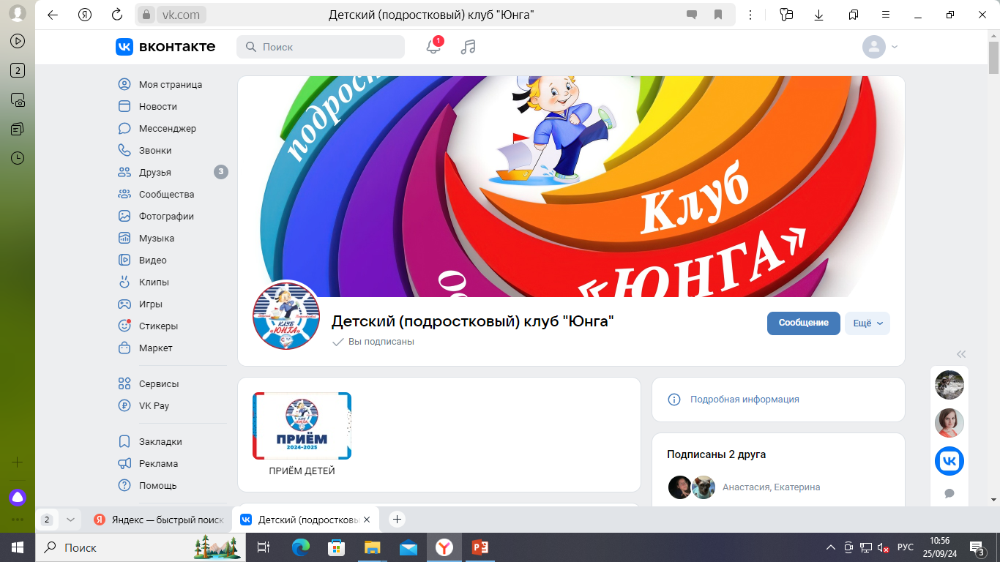 vk.com
Детский (подростковый) клуб "Юнга"
вконтакте
Поиск
1
Моя страница
Новости
Мессенджер
Звонки
Друзья
3
Сообщества
Фотографии
Музыка
Видео
Клипы
Игры
Стикеры
Маркет
Сервисы
VK Pay
Закладки
Реклама
Помощь
2
подрост
Клуб
«ЮНГА»
КЛУБ
«ЮНГА»
Детский (подростковый) клуб "Юнга"
Вы подписаны
Сообщение
Ещё
КЛУБ
«ЮНГА»
ПРИЁМ
2024-2025
ПРИЁМ ДЕТЕЙ
Подробная информация
Подписаны 2 друга
Анастасия, Екатерина
2
Яндекс — быстрый поиск
Детский (подростковы
Поиск
РУС
10:56
25/09/24
3